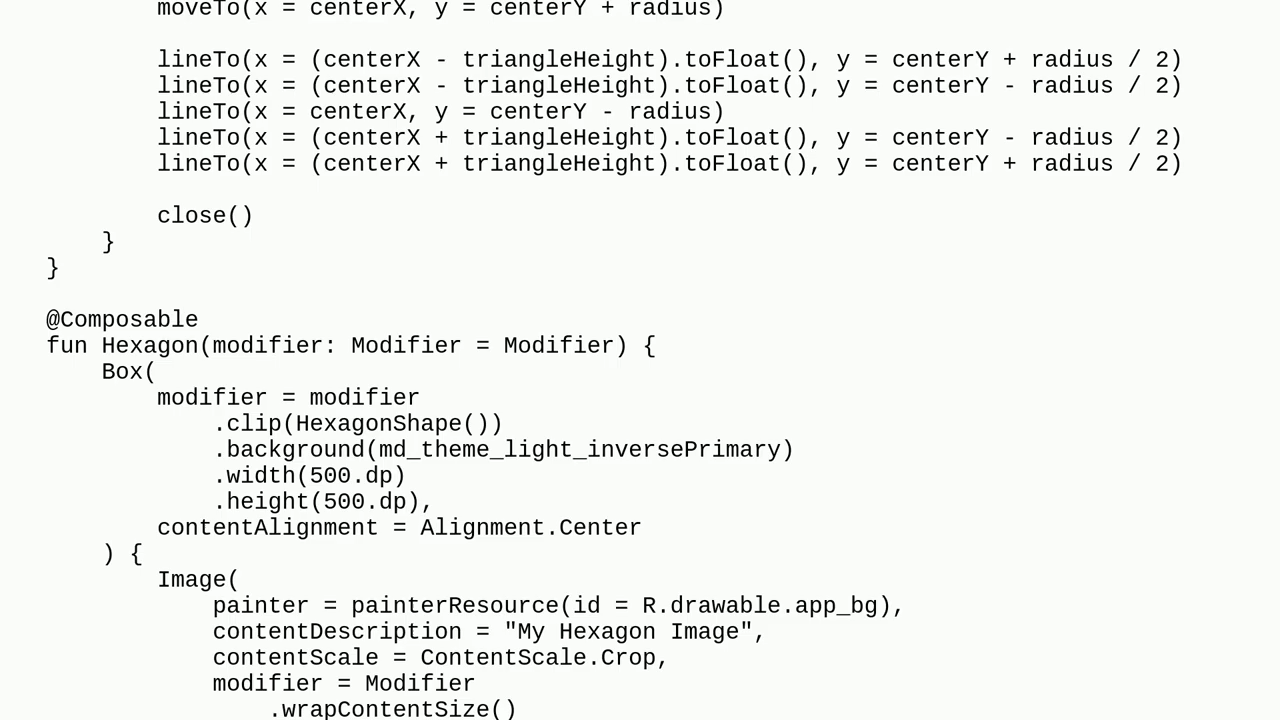 moveTo(x = centerX, y = centerY + radius)
lineTo(x = (centerX - triangleHeight).toFloat(), y = centerY + radius / 2)
lineTo(x = (centerX - triangleHeight).toFloat(), y = centerY - radius / 2)
lineTo(x = centerX, y = centerY - radius)
lineTo(x = (centerX + triangleHeight).toFloat(), y = centerY - radius / 2)
lineTo(x = (centerX + triangleHeight).toFloat(), y = centerY + radius / 2)
close()
}
}
@Composable
fun Hexagon(modifier: Modifier = Modifier) {
Box(
modifier = modifier
.clip(HexagonShape())
.background(md_theme_light_inversePrimary)
.width(500.dp)
.height(500.dp),
contentAlignment = Alignment.Center
) {
Image(
painter = painterResource(id = R.drawable.app_bg),
contentDescription = "My Hexagon Image",
contentScale = ContentScale.Crop,
modifier = Modifier
.wrapContentSize()